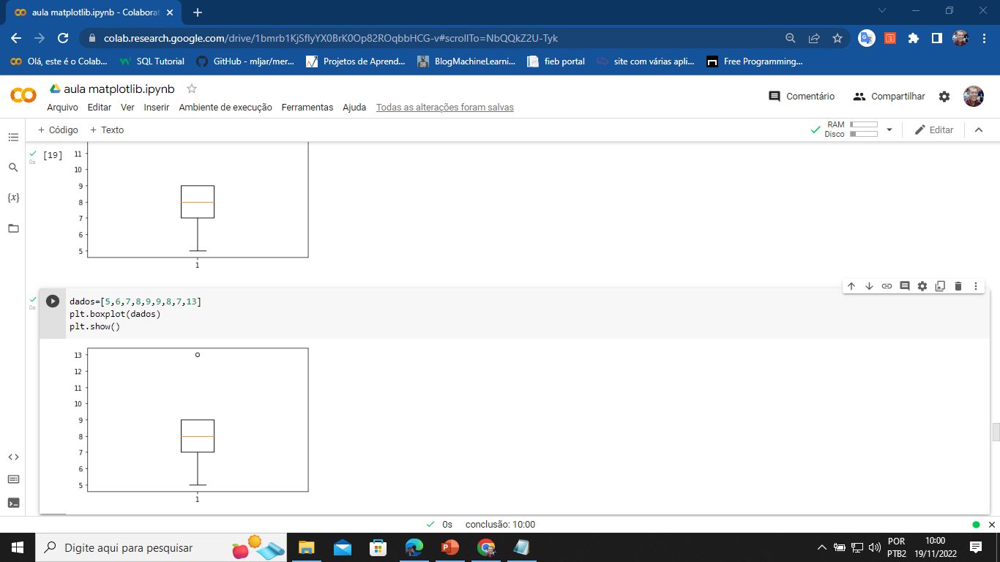 aula matplotlib.ipynb - Colaborat
colab.research.google.com/drive/1bmrb1KjSflyYX0BrK0Op82ROqbbHCG-v#scrollTo=NbQQkZ2U-Tyk
Olá, este é o Colab... SQL Tutorial GitHub - mljar/mer... Projetos de Aprend... BlogMachineLearni... fieb portal site com várias apli... Free Programming...
aula matplotlib.ipynb
Comentário Compartilhar
Arquivo Editar Ver Inserir Ambiente de execução Ferramentas Ajuda Todas as alterações foram salvas
+ Código + Texto
RAM
Disco
Editar
[19]
0s
11
10
9
8
7
6
5
1
0s
dados=[5,6,7,8,9,9,8,7,13]
plt.boxplot(dados)
plt.show()
13
12
11
10
9
8
7
6
5
1
0s conclusão: 10:00
Digite aqui para pesquisar
POR
PTB2
10:00
19/11/2022